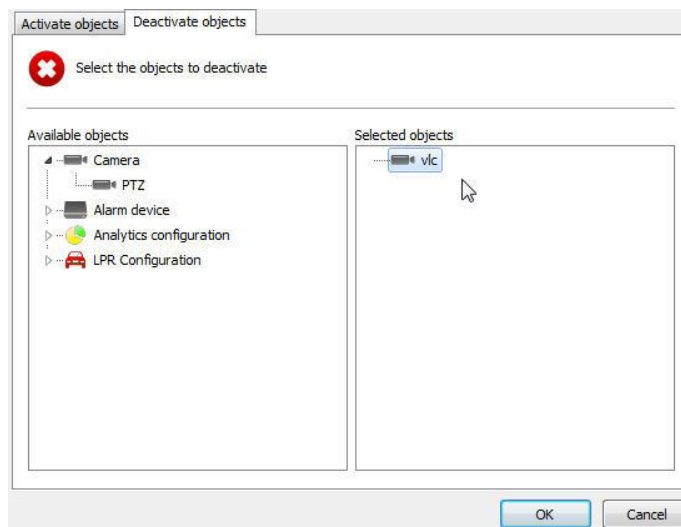 Activate objects
Deactivate objects
Select the objects to deactivate
Available objects
Selected objects
Camera
PTZ
Alarm device
Analytics configuration
LPR Configuration
vlc
OK
Cancel